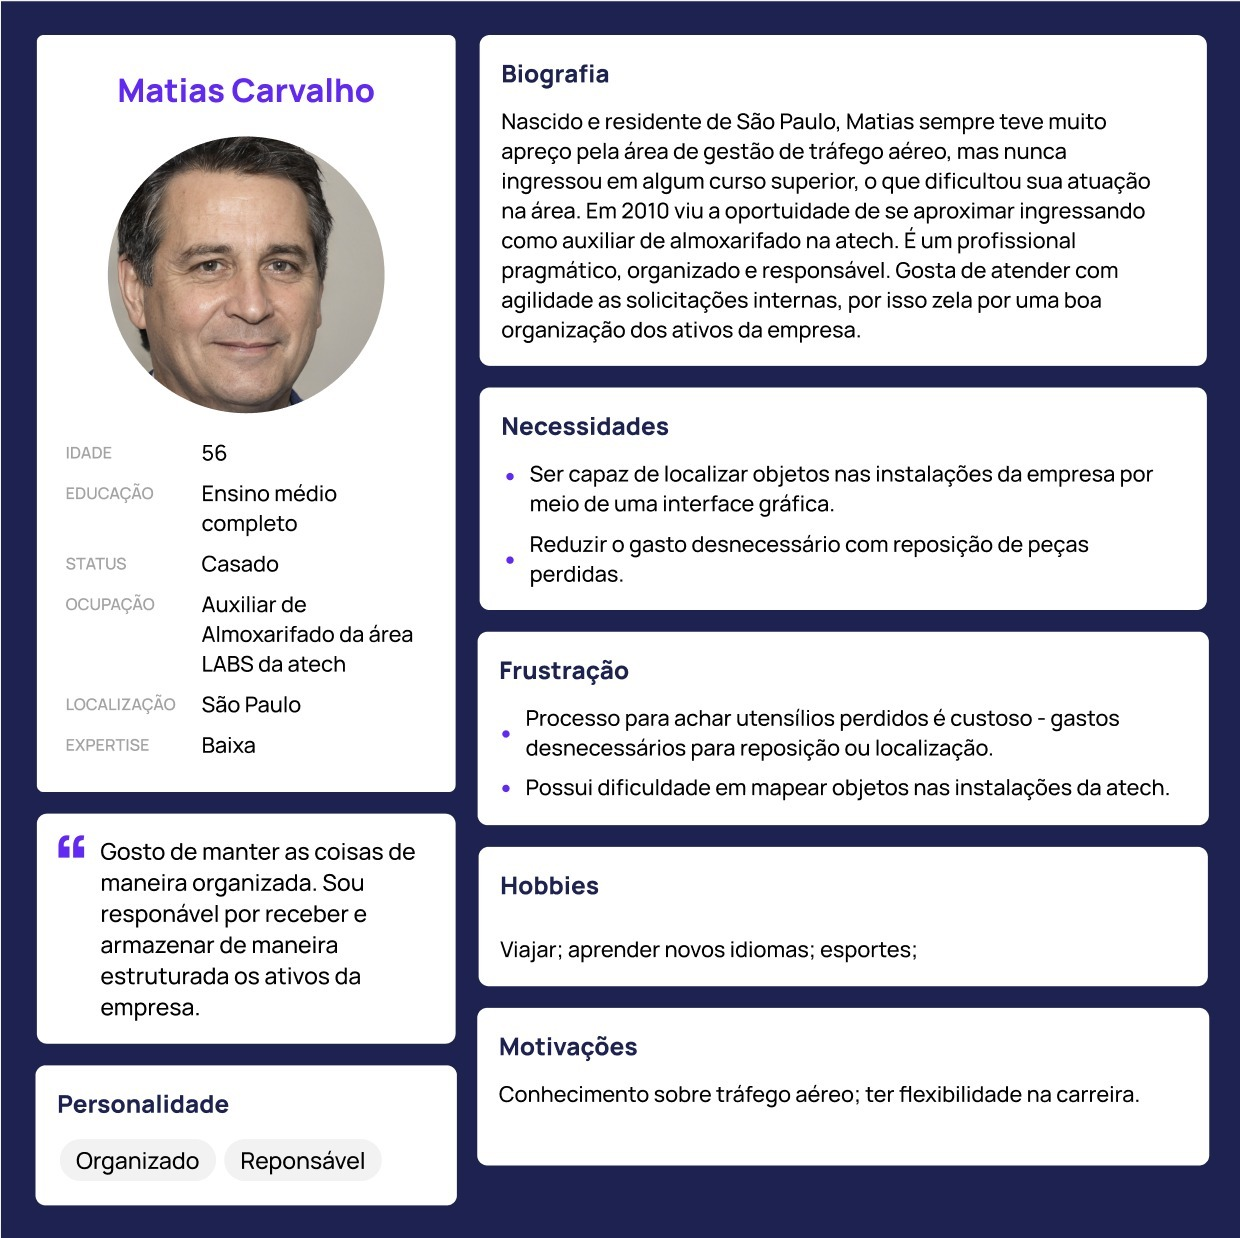 Matias Carvalho
IDADE 56
EDUCAÇÃO Ensino médio
completo
STATUS Casado
OCUPAÇÃO Auxiliar de
Almoxarifado da área
LABS da atech
LOCALIZAÇÃO São Paulo
EXPERTISE Baixa
“ Gosto de manter as coisas de
maneira organizada. Sou
responável por receber e
armazenar de maneira
estruturada os ativos da
empresa.
Personalidade
Organizado Reponsável
Biografia
Nascido e residente de São Paulo, Matias sempre teve muito
apreço pela área de gestão de tráfego aéreo, mas nunca
ingressou em algum curso superior, o que dificultou sua atuação
na área. Em 2010 viu a oportuidade de se aproximar ingressando
como auxiliar de almoxarifado na atech. É um profissional
pragmático, organizado e responsável. Gosta de atender com
agilidade as solicitações internas, por isso zela por uma boa
organização dos ativos da empresa.
Necessidades
• Ser capaz de localizar objetos nas instalações da empresa por
meio de uma interface gráfica.
• Reduzir o gasto desnecessário com reposição de peças
perdidas.
Frustração
• Processo para achar utensílios perdidos é custoso - gastos
desnecessários para reposição ou localização.
• Possui dificuldade em mapear objetos nas instalações da atech.
Hobbies
Viajar; aprender novos idiomas; esportes;
Motivações
Conhecimento sobre tráfego aéreo; ter flexibilidade na carreira.